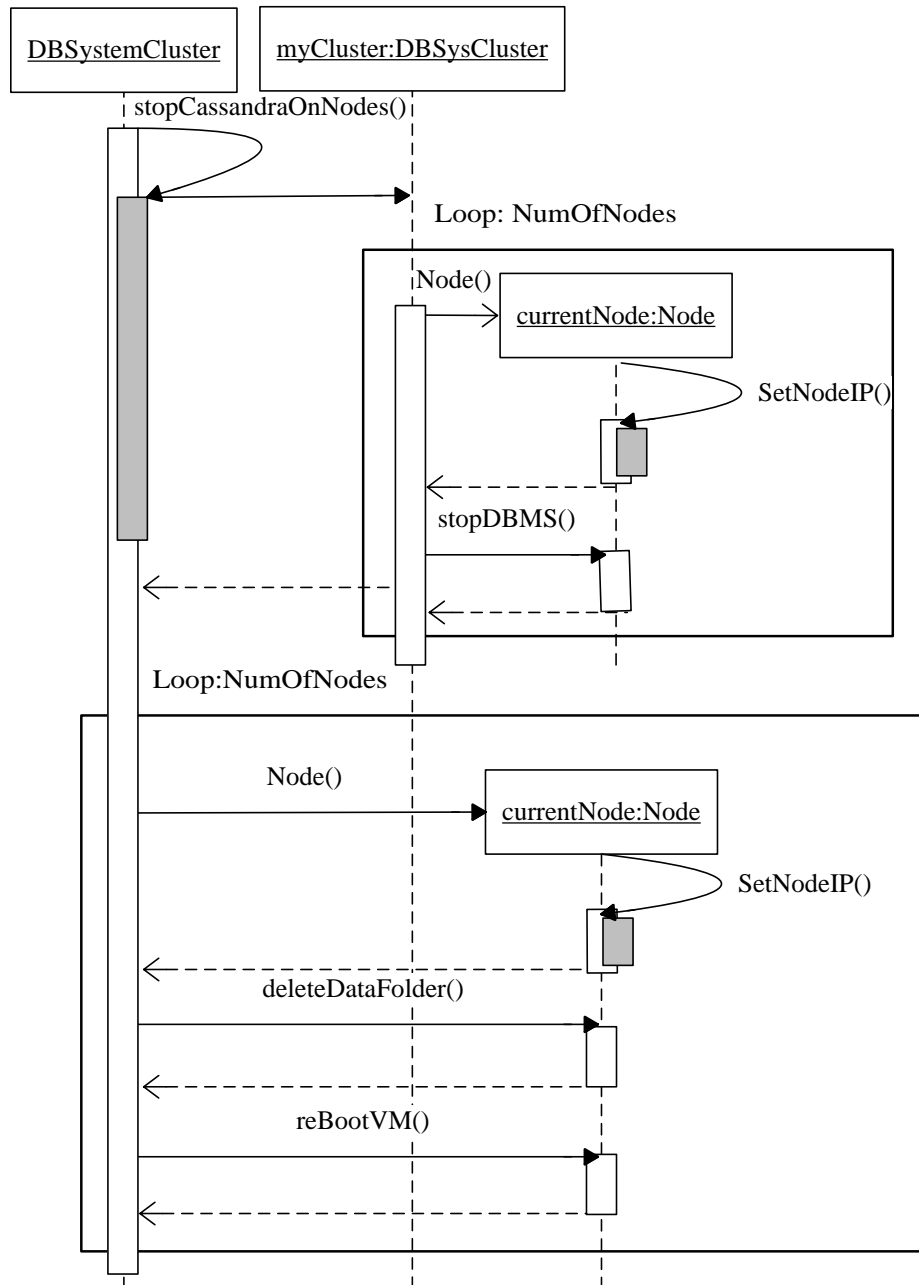 DBSystemCluster
myCluster:DBSysCluster
stopCassandraOnNodes()
Loop: NumOfNodes
Node()
currentNode:Node
SetNodeIP()
stopDBMS()
Loop:NumOfNodes
Node()
currentNode:Node
SetNodeIP()
deleteDataFolder()
reBootVM()